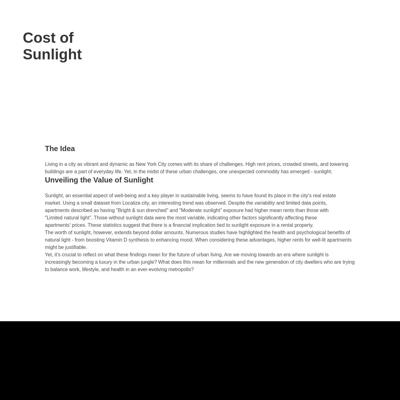 Cost of
Sunlight
The Idea
Living in a city as vibrant and dynamic as New York City comes with its share of challenges. High rent prices, crowded streets, and towering
buildings are a part of everyday life. Yet, in the midst of these urban challenges, one unexpected commodity has emerged - sunlight.
Unveiling the Value of Sunlight
Sunlight, an essential aspect of well-being and a key player in sustainable living, seems to have found its place in the city's real estate
market. Using a small dataset from Localize.city, an interesting trend was observed. Despite the variability and limited data points,
apartments described as having "Bright & sun drenched" and "Moderate sunlight" exposure had higher mean rents than those with
"Limited natural light". Those without sunlight data were the most variable, indicating other factors significantly affecting these
apartments' prices. These statistics suggest that there is a financial implication tied to sunlight exposure in a rental property.
The worth of sunlight, however, extends beyond dollar amounts. Numerous studies have highlighted the health and psychological benefits of
natural light - from boosting Vitamin D synthesis to enhancing mood. When considering these advantages, higher rents for well-lit apartments
might be justifiable.
Yet, it's crucial to reflect on what these findings mean for the future of urban living. Are we moving towards an era where sunlight is
increasingly becoming a luxury in the urban jungle? What does this mean for millennials and the new generation of city dwellers who are trying
to balance work, lifestyle, and health in an ever-evolving metropolis?